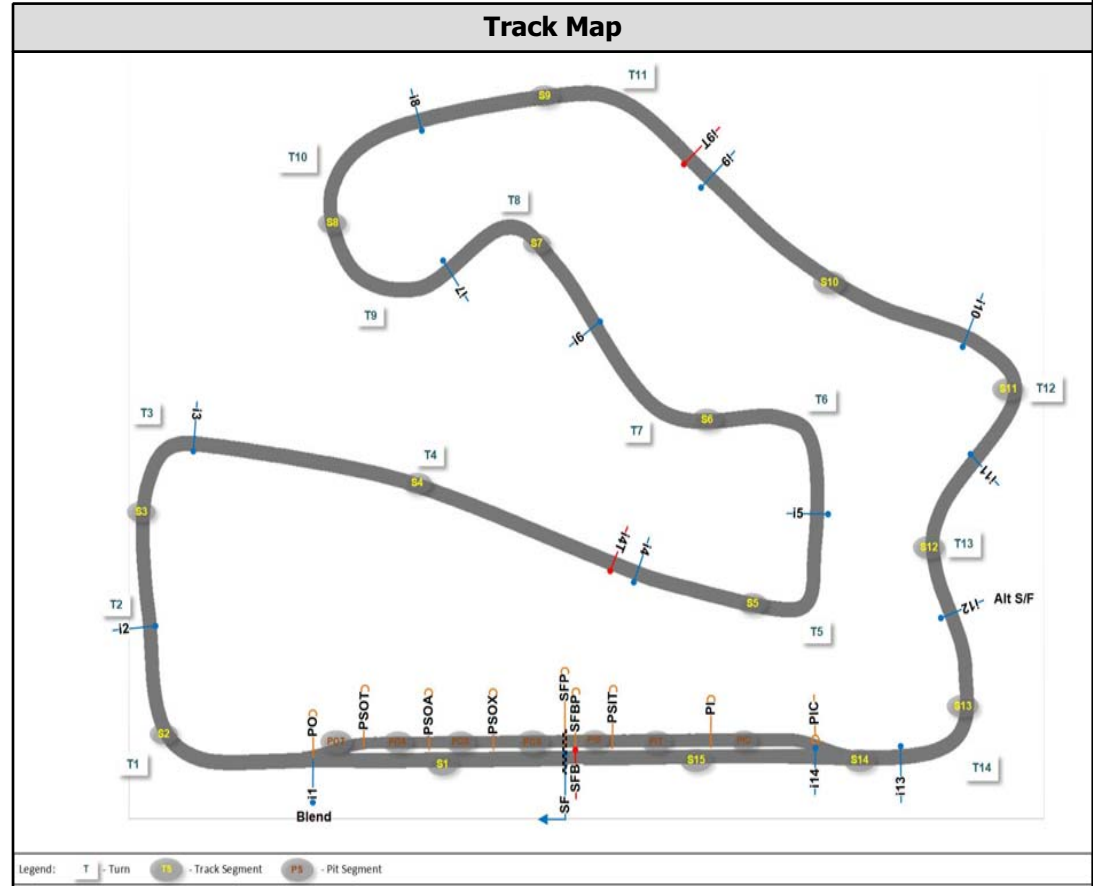 Track Map
T11
S9
-i8
-i9T
-i9
T10
T8
S8
S7
-i7
T9
S10
-i10
-i6
S11
T12
T6
T3
-i3
S6
T7
T4
S4
-i11
S3
-i5
-i4T
-i4
S12
T13
Alt S/F
-i12
T2
-i2
S5
T5
PO
PSOT
PSOA
PSOX
SFP
SFBP
PSIT
PI
PIC
S13
S2
T1
S1
S15
S14
T14
-i1
SF
-SFB
-i14
-i13
Blend
Legend: T - Turn TS - Track Segment PS - Pit Segment